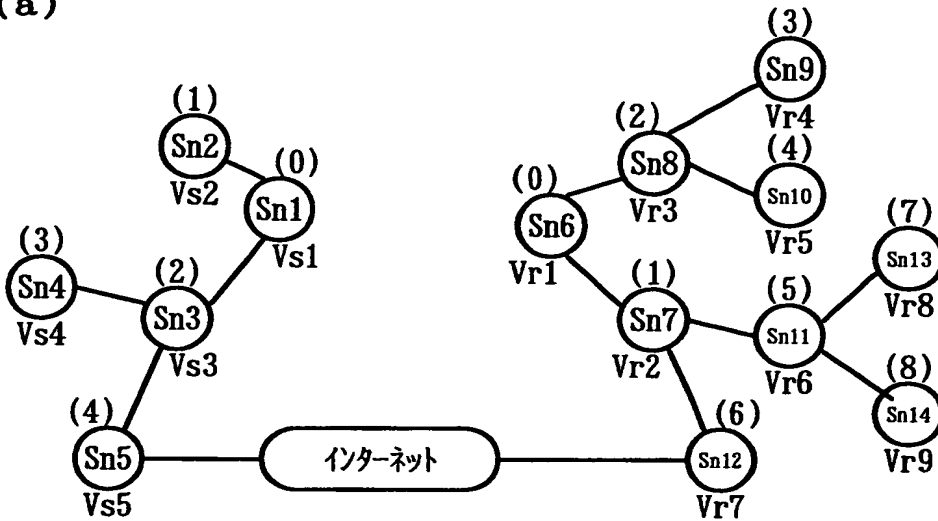 (a)
(1)
Sn2
Vs2
(0)
Sn1
Vs1
(3)
Sn4
Vs4
(2)
Sn3
Vs3
(4)
Sn5
Vs5
インターネット
(0)
Sn6
Vr1
(2)
Sn8
Vr3
(3)
Sn9
Vr4
(4)
Sn10
Vr5
(1)
Sn7
Vr2
(5)
Sn11
Vr6
(7)
Sn13
Vr8
(8)
Sn14
Vr9
(6)
Sn12
Vr7